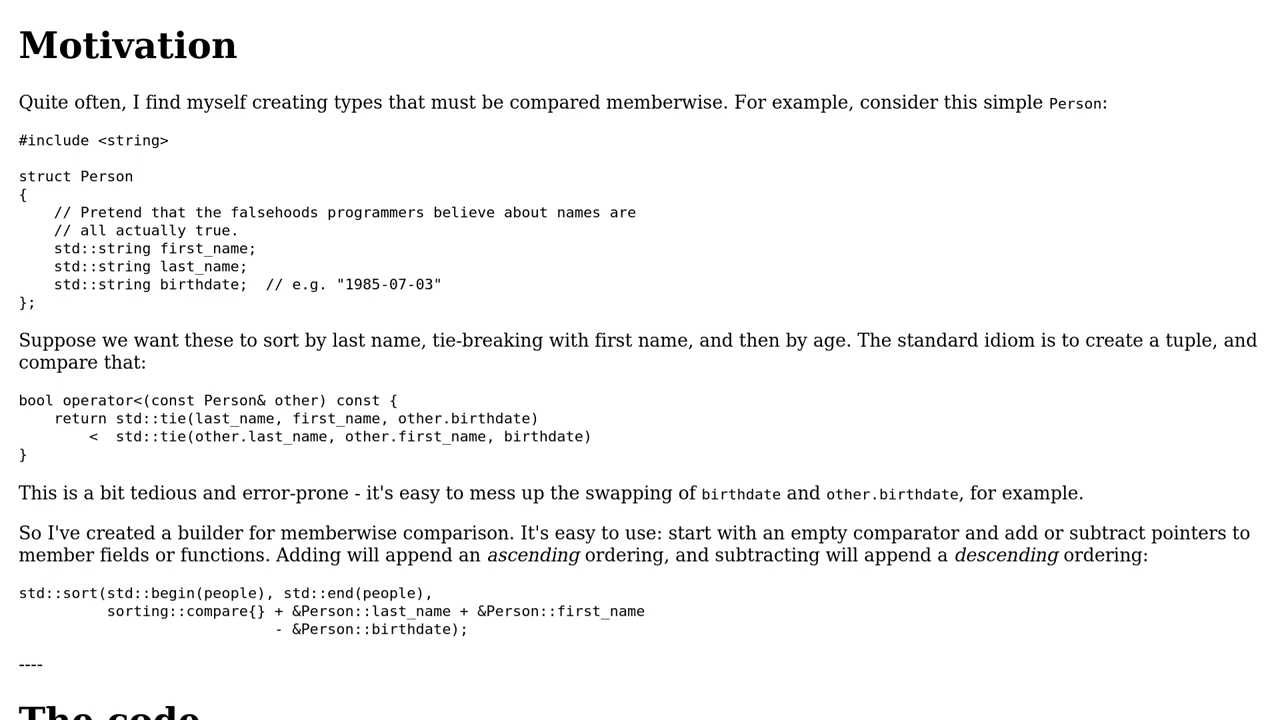 Motivation
Quite often, I find myself creating types that must be compared memberwise. For example, consider this simple Person:
#include <string>
struct Person
{
    // Pretend that the falsehoods programmers believe about names are
    // all actually true.
    std::string first_name;
    std::string last_name;
    std::string birthdate;  // e.g. "1985-07-03"
};
Suppose we want these to sort by last name, tie-breaking with first name, and then by age. The standard idiom is to create a tuple, and
compare that:
bool operator<(const Person& other) const {
    return std::tie(last_name, first_name, other.birthdate)
        <  std::tie(other.last_name, other.first_name, birthdate)
}
This is a bit tedious and error-prone - it's easy to mess up the swapping of birthdate and other.birthdate, for example.
So I've created a builder for memberwise comparison. It's easy to use: start with an empty comparator and add or subtract pointers to
member fields or functions. Adding will append an ascending ordering, and subtracting will append a descending ordering:
std::sort(std::begin(people), std::end(people),
          sorting::compare{} + &Person::last_name + &Person::first_name
                             - &Person::birthdate);
----
The code